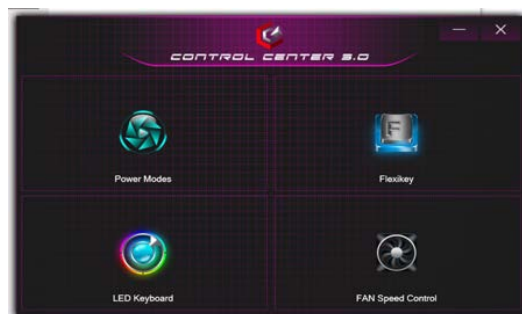 CONTROL CENTER 3.0
Power Modes
Flexikey
LED Keyboard
FAN Speed Control